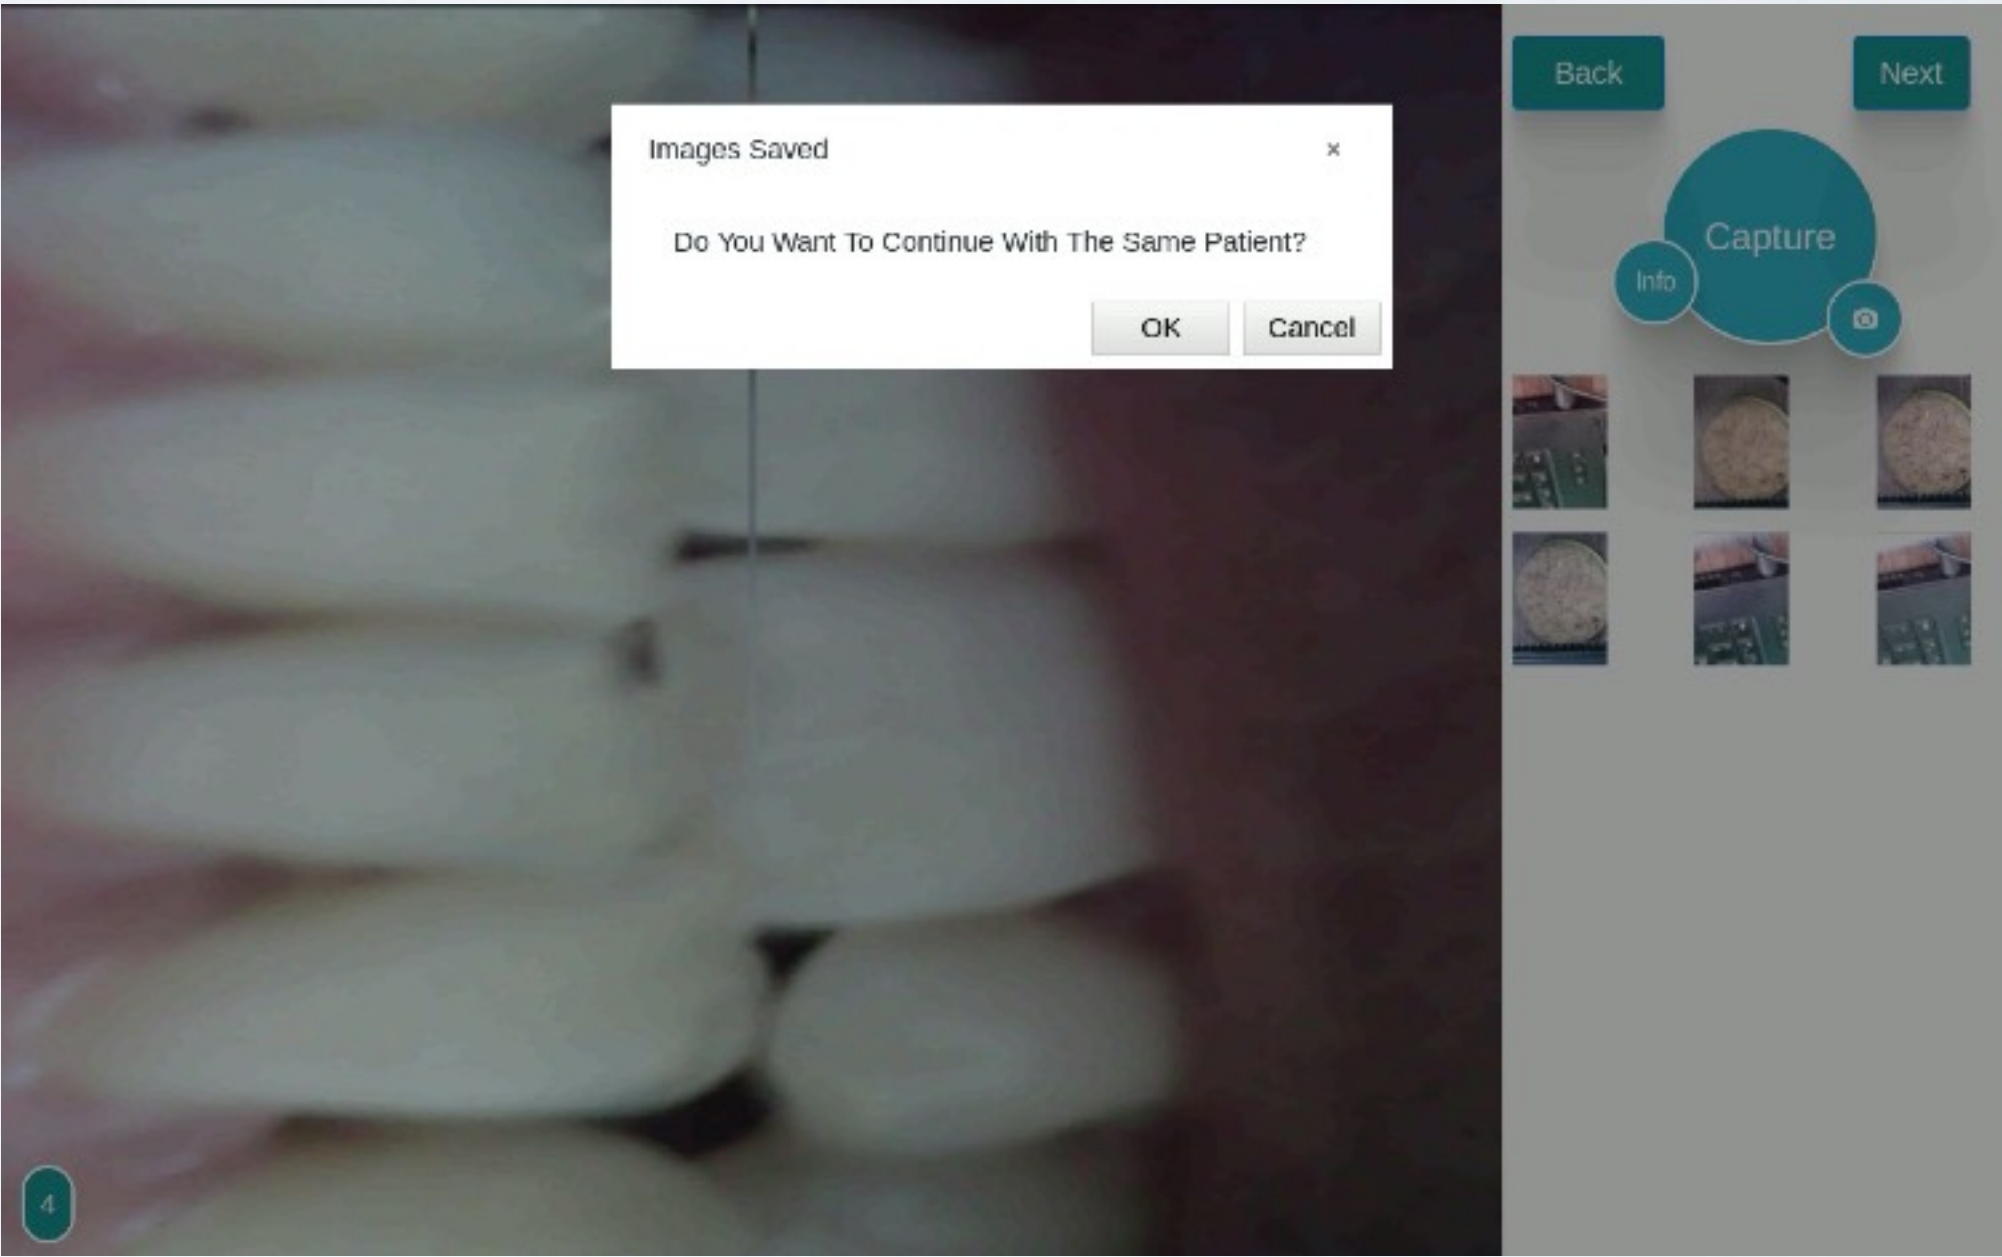 Images Saved
×
Do You Want To Continue With The Same Patient?
OK Cancel
Back Next
Capture
Info
4